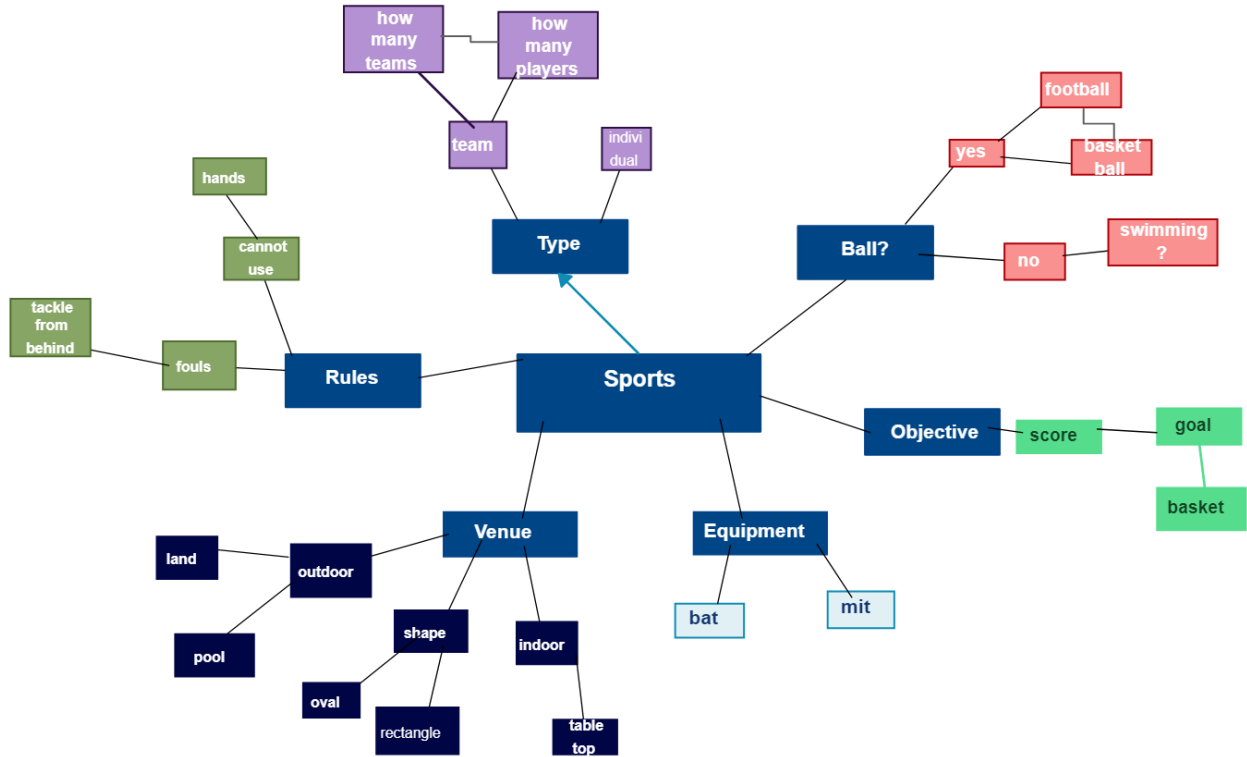 how
many
teams
how
many
players
team
indivi
dual
football
basket
ball
yes
hands
cannot
use
Type
Ball?
no
swimming
?
tackle
from
behind
fouls
Rules
Sports
Objective
score
goal
basket
Venue
Equipment
land
outdoor
pool
shape
indoor
bat
mit
oval
rectangle
table
top